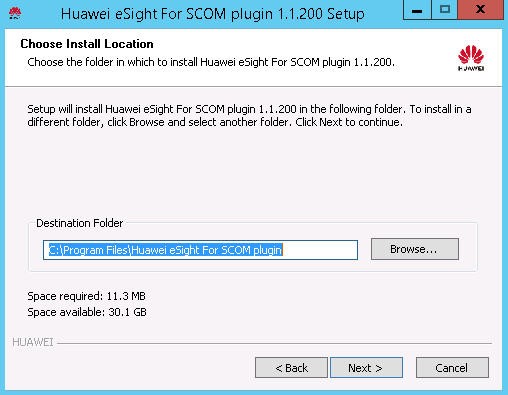 Huawei eSight For SCOM plugin 1.1.200 Setup
Choose Install Location
Choose the folder in which to install Huawei eSight For SCOM plugin 1.1.200.
HUAWEI
Setup will install Huawei eSight For SCOM plugin 1.1.200 in the following folder. To install in a
different folder, click Browse and select another folder. Click Next to continue.
Destination Folder
C:\Program Files\Huawei eSight For SCOM plugin
Browse...
Space required: 11.3 MB
Space available: 30.1 GB
HUAWEI
< Back
Next >
Cancel